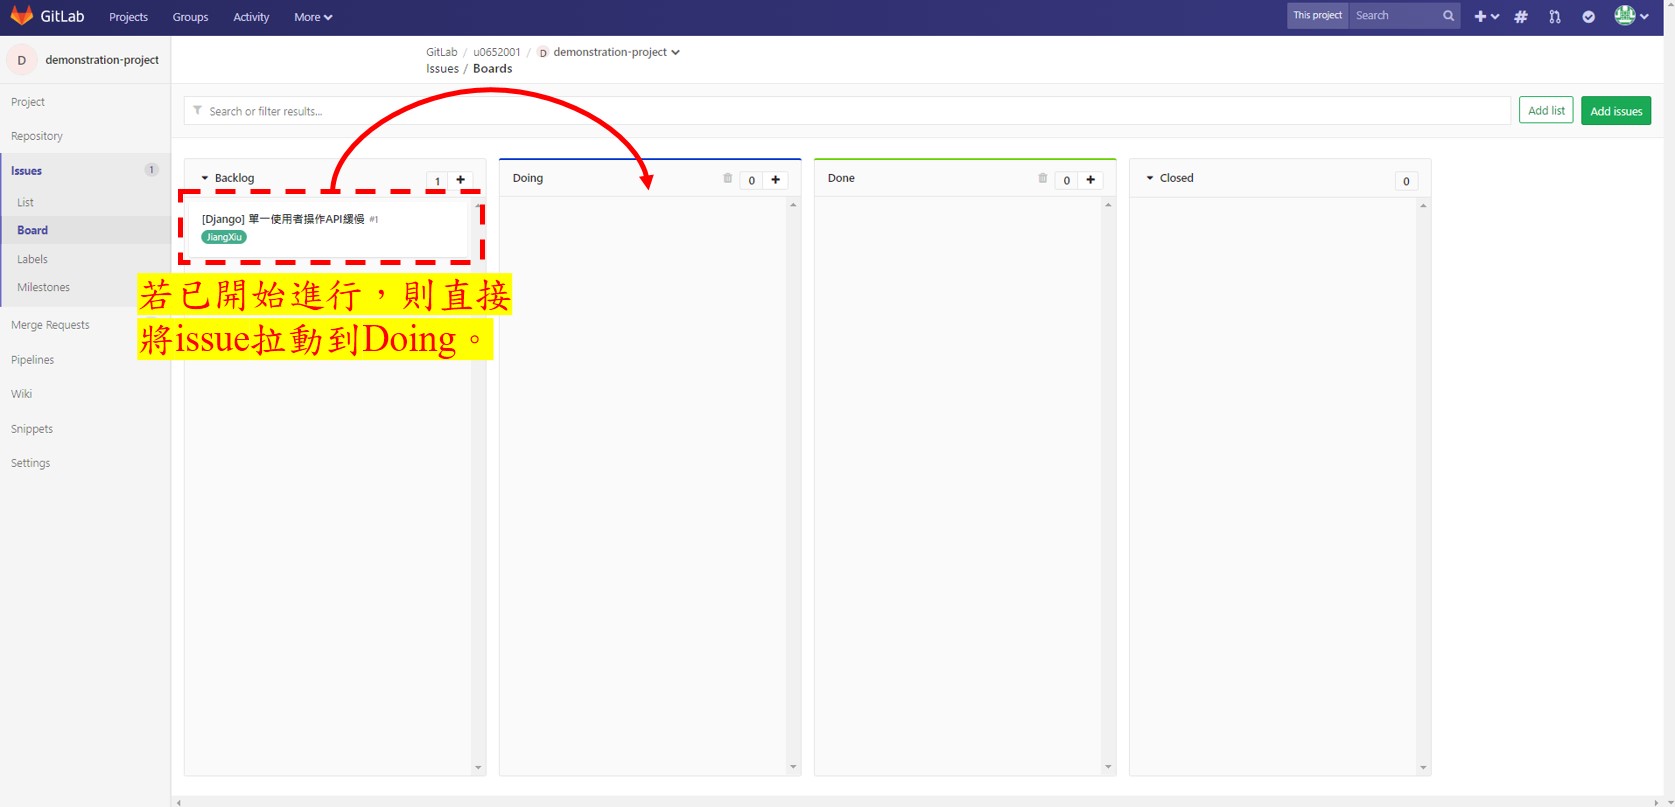 GitLab Projects Groups Activity More This project Search
D demonstration-project
GitLab / u0652001 / D demonstration-project
Issues / Boards
Project
Repository
Issues 1
List
Board
Labels
Milestones
Merge Requests
Pipelines
Wiki
Snippets
Settings
Search or filter results... Add list Add issues
Backlog 1
[Django] 單一使用者操作API緩慢 #1
JiangXiu
若已開始進行，則直接
將issue拉動到Doing。
Doing 0
Done 0
Closed 0